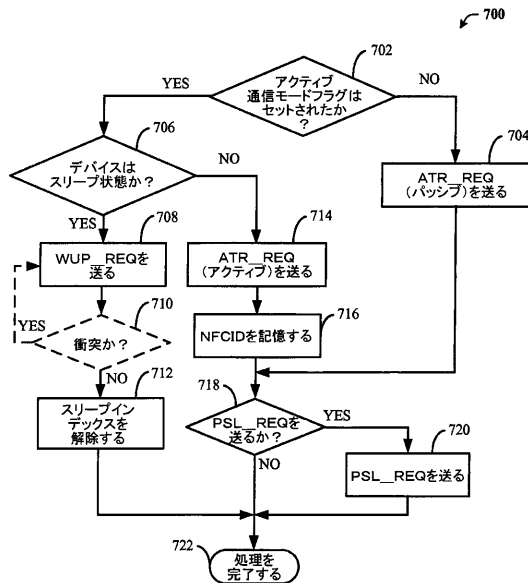 700
702
アクティブ
通信モードフラグは
セットされたか
?
YES
NO
706
デバイスは
スリープ状態か?
NO
YES
704
ATR__REQ
(パッシブ)を送る
708
WUP__REQを
送る
714
ATR__REQ
(アクティブ)を送る
710
衝突か?
YES
NO
716
NFCIDを記憶する
712
スリープイン
デックスを
解除する
718
PSL__REQを
送るか?
YES
NO
720
PSL__REQを送る
722
処理を
完了する